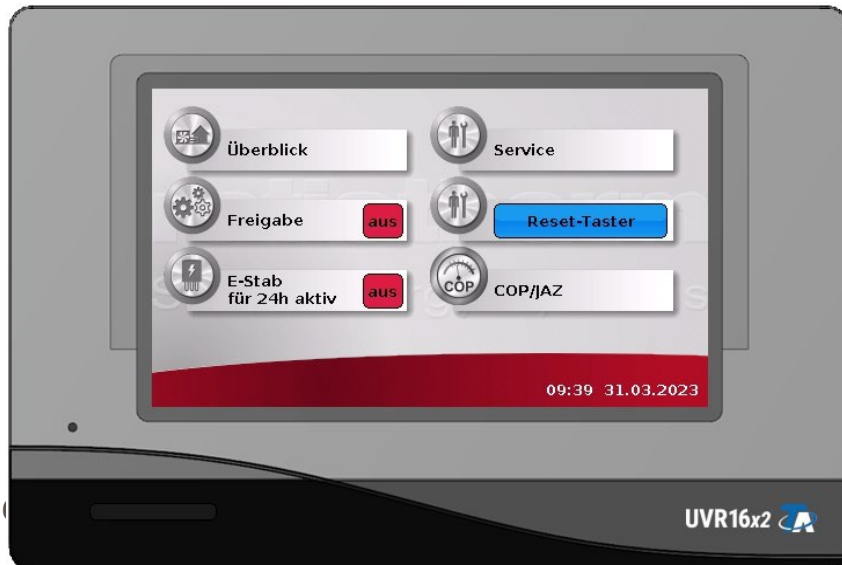 Überblick
Service
Freigabe
aus
Reset-Taster
E-Stab
für 24h aktiv
aus
COP
COP/JAZ
09:39 31.03.2023
UVR16x2 TA